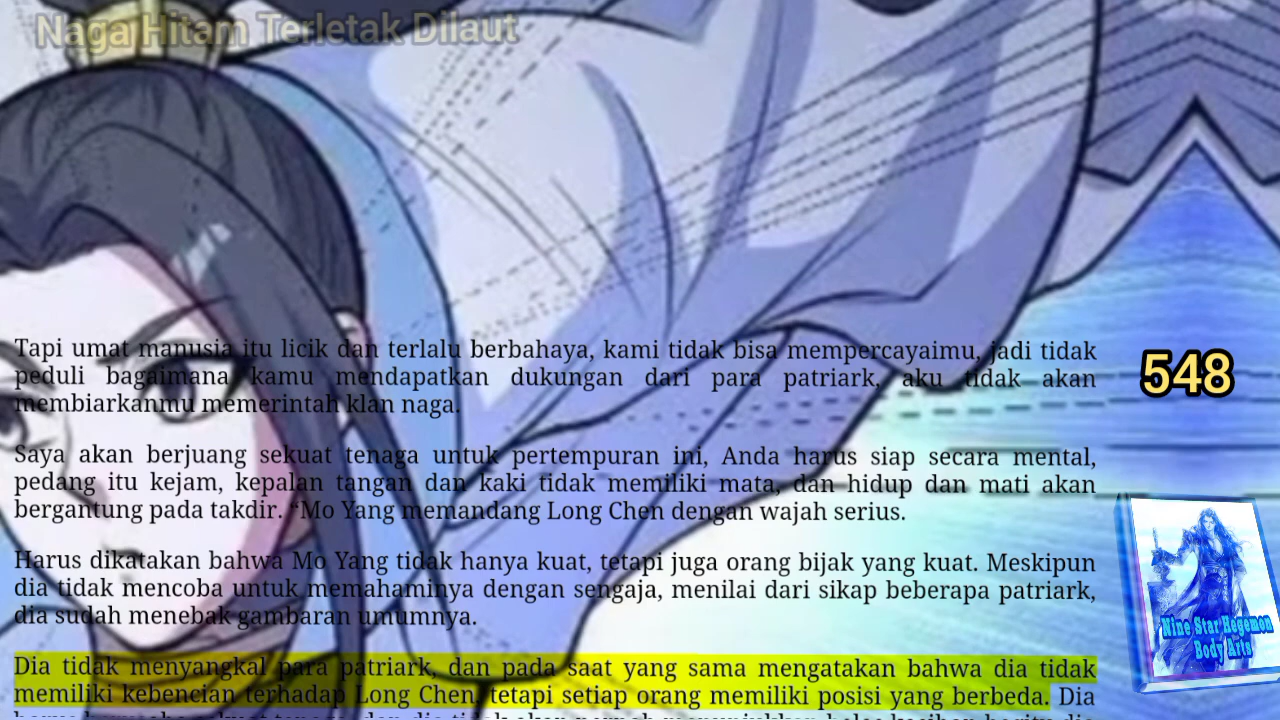 Naga Hitam Terletak Dilaut
Tapi umat manusia itu licik dan terlalu berbahaya, kami tidak bisa mempercayaimu, jadi tidak
peduli bagaimana kamu mendapatkan dukungan dari para patriark, aku tidak akan
membiarkanmu memerintah klan naga.
Saya akan berjuang sekuat tenaga untuk pertempuran ini, Anda harus siap secara mental,
pedang itu kejam, kepalan tangan dan kaki tidak memiliki mata, dan hidup dan mati akan
bergantung pada takdir. “Mo Yang memandang Long Chen dengan wajah serius.
Harus dikatakan bahwa Mo Yang tidak hanya kuat, tetapi juga orang bijak yang kuat. Meskipun
dia tidak mencoba untuk memahaminya dengan sengaja, menilai dari sikap beberapa patriark,
dia sudah menebak gambaran umumnya.
Dia tidak menyangkal para patriark, dan pada saat yang sama mengatakan bahwa dia tidak
memiliki kebencian terhadap Long Chen, tetapi setiap orang memiliki posisi yang berbeda. Dia
548
Nine Star Hegemon
Body Arts